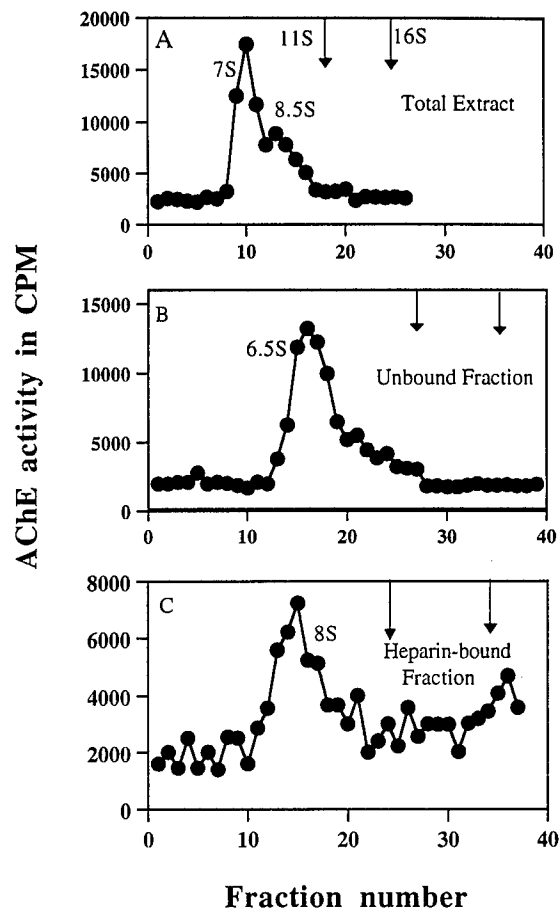 AChE activity in CPM
A
20000
15000
10000
5000
0
7S
8.5S
11S
16S
Total Extract
0
10
20
30
40
B
15000
10000
5000
0
6.5S
Unbound Fraction
0
10
20
30
40
C
8000
6000
4000
2000
0
8S
Heparin-bound
Fraction
0
10
20
30
40
Fraction number